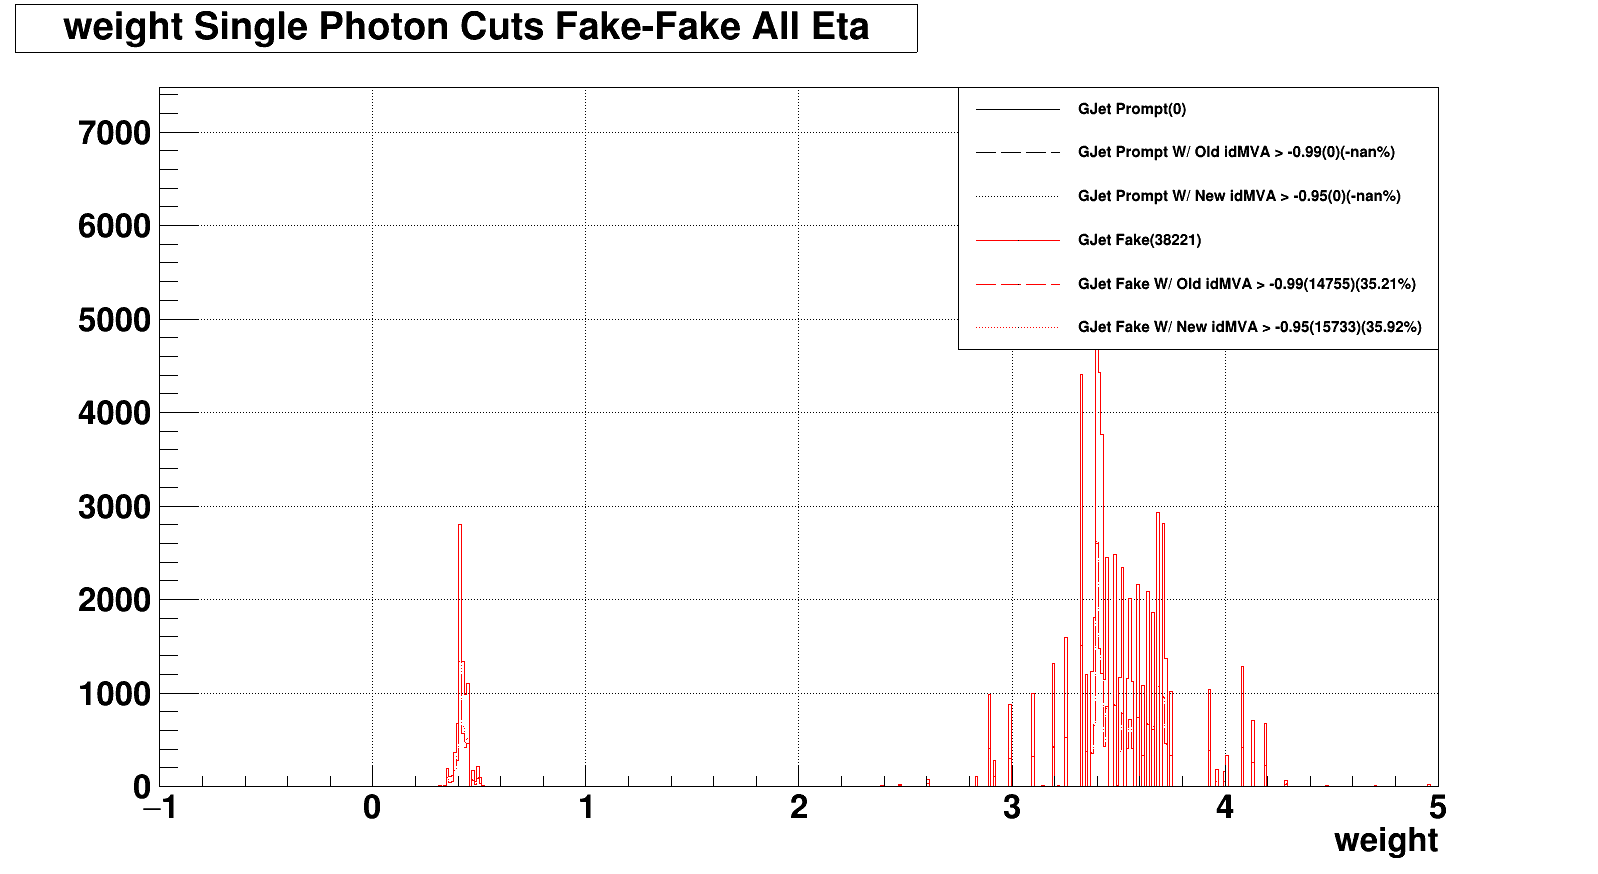 weight Single Photon Cuts Fake-Fake All Eta
GJet Prompt(0)
GJet Prompt W/ Old idMVA > -0.99(0)(-nan%)
GJet Prompt W/ New idMVA > -0.95(0)(-nan%)
GJet Fake(38221)
GJet Fake W/ Old idMVA > -0.99(14755)(35.21%)
GJet Fake W/ New idMVA > -0.95(15733)(35.92%)
7000
6000
5000
4000
3000
2000
1000
0
−1 0 1 2 3 4 5
weight